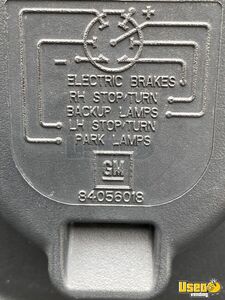 - +
ELECTRIC BRAKES
RH STOP/TURN
BACKUP LAMPS
LH STOP/TURN
PARK LAMPS
GM
84056018
Used
vending